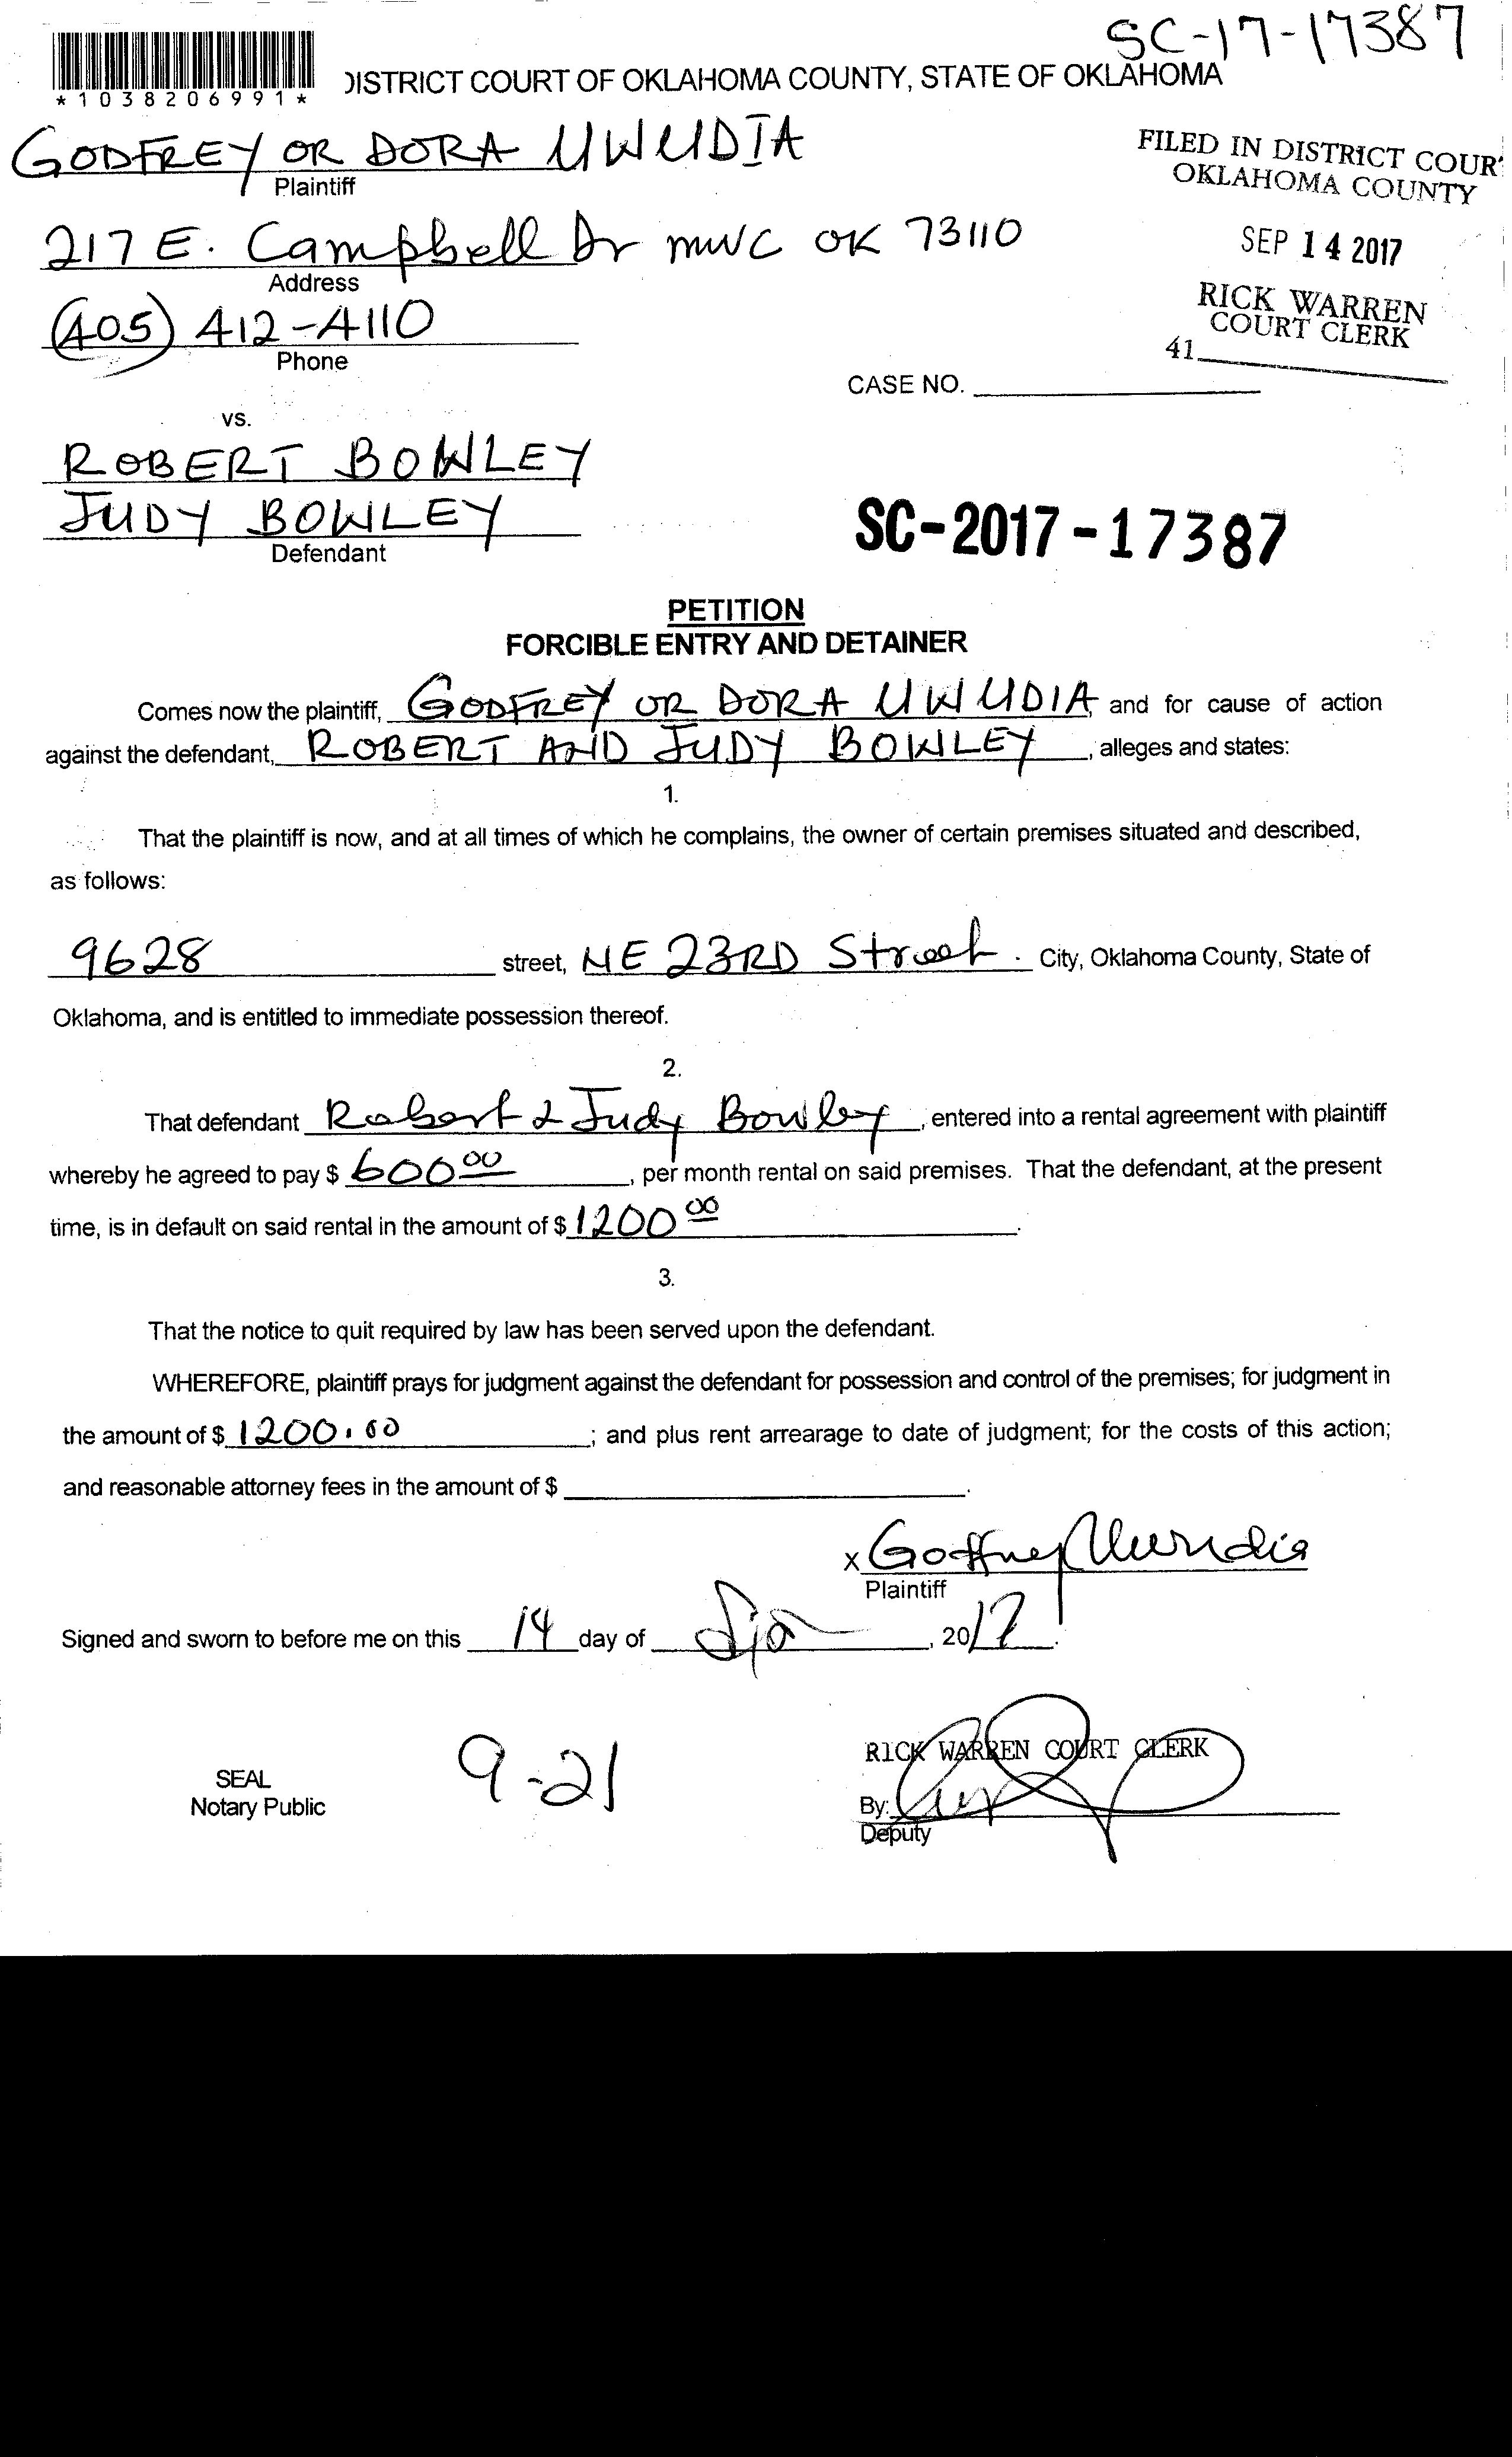 SC-17-17387
*1038206991*
DISTRICT COURT OF OKLAHOMA COUNTY, STATE OF OKLAHOMA
GODFREY OR DORA UWUDIA
Plaintiff
FILED IN DISTRICT COUR
OKLAHOMA COUNTY
217 E. Campbell Dr MWC OK 73110
Address
SEP 14 2017
(405) 412-4110
Phone
RICK WARREN
COURT CLERK
41
CASE NO.
vs.
ROBERT BOWLEY
JUDY BOWLEY
Defendant
SC-2017-17387
PETITION
FORCIBLE ENTRY AND DETAINER
Comes now the plaintiff, GODFREY OR DORA UWUDIA and for cause of action
against the defendant, ROBERT AND JUDY BOWLEY, alleges and states:
1.
That the plaintiff is now, and at all times of which he complains, the owner of certain premises situated and described,
as follows:
9628 street, NE 23RD Street. City, Oklahoma County, State of
Oklahoma, and is entitled to immediate possession thereof.
2.
That defendant Robert & Judy Bowley, entered into a rental agreement with plaintiff
whereby he agreed to pay $ 600 00, per month rental on said premises. That the defendant, at the present
time, is in default on said rental in the amount of $ 1200 00.
3.
That the notice to quit required by law has been served upon the defendant.
WHEREFORE, plaintiff prays for judgment against the defendant for possession and control of the premises; for judgment in
the amount of $ 1200.00; and plus rent arrearage to date of judgment; for the costs of this action;
and reasonable attorney fees in the amount of $ .
x Godfrey Uwudia
Plaintiff
Signed and sworn to before me on this 14 day of , 2017.
9-21
SEAL
Notary Public
RICK WARREN COURT CLERK
By:
Deputy